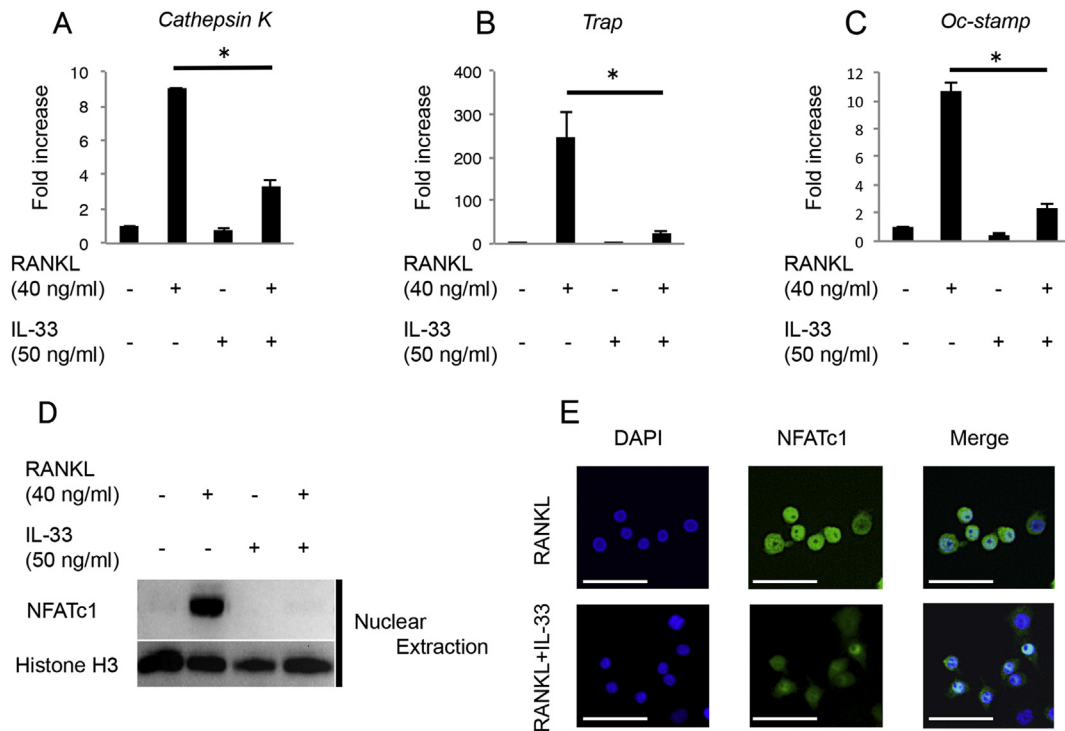 A
Cathepsin K
*
Fold increase
10
8
6
4
2
0
RANKL
(40 ng/ml)
- + - +
IL-33
(50 ng/ml)
- - + +
B
Trap
*
Fold increase
400
300
200
100
0
RANKL
(40 ng/ml)
- + - +
IL-33
(50 ng/ml)
- - + +
C
Oc-stamp
*
Fold increase
12
10
8
6
4
2
0
RANKL
(40 ng/ml)
- + - +
IL-33
(50 ng/ml)
- - + +
D
RANKL
(40 ng/ml)
- + - +
IL-33
(50 ng/ml)
- - + +
NFATc1
Histone H3
Nuclear
Extraction
E
DAPI NFATc1 Merge
RANKL
RANKL+IL-33